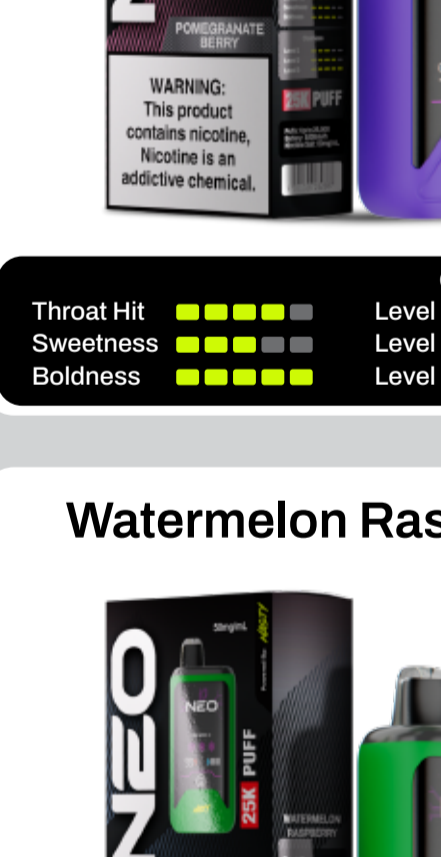 POMEGRANATE
BERRY
WARNING:
This product
contains nicotine,
Nicotine is an
addictive chemical.
25K PUFF
Throat Hit
Level
Sweetness
Level
Boldness
Level
Watermelon Ras
50mg/mL
NASTY
NEO
NEO
25K PUFF
WATERMELON
RASPBERRY